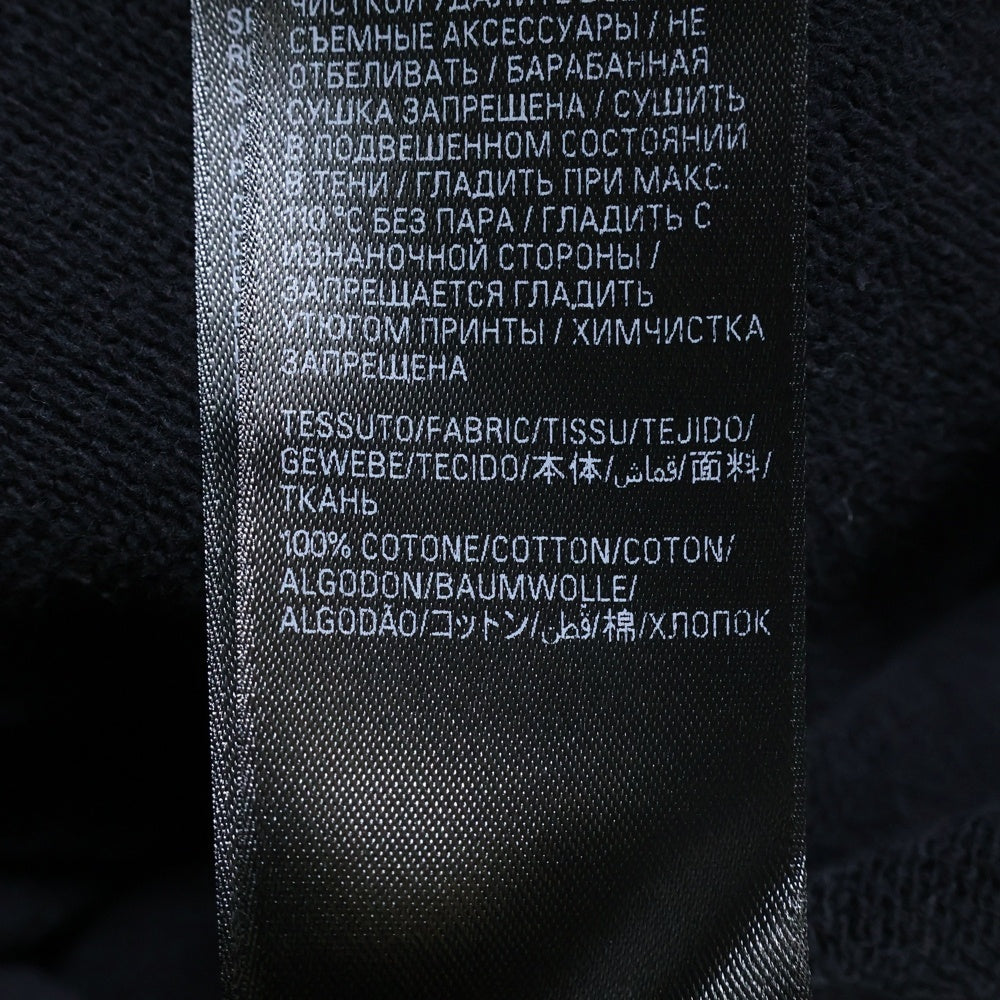 ЧИСТКОЙ
СЪЕМНЫЕ АКСЕССУАРЫ / НЕ
ОТБЕЛИВАТЬ / БАРАБАННАЯ
СУШКА ЗАПРЕЩЕНА / СУШИТЬ
В ПОДВЕШЕННОМ СОСТОЯНИИ
В ТЕНИ / ГЛАДИТЬ ПРИ МАКС.
110 °C БЕЗ ПАРА / ГЛАДИТЬ С
ИЗНАНОЧНОЙ СТОРОНЫ /
ЗАПРЕЩАЕТСЯ ГЛАДИТЬ
УТЮГОМ ПРИНТЫ / ХИМЧИСТКА
ЗАПРЕЩЕНА
TESSUTO/FABRIC/TISSU/TEJIDO/
GEWEBE/TECIDO/本体/قماش/面料/
ТКАНЬ
100% COTONE/COTTON/COTON/
ALGODON/BAUMWOLLE/
ALGODÃO/コットン/قطن/棉/ХЛОПОК